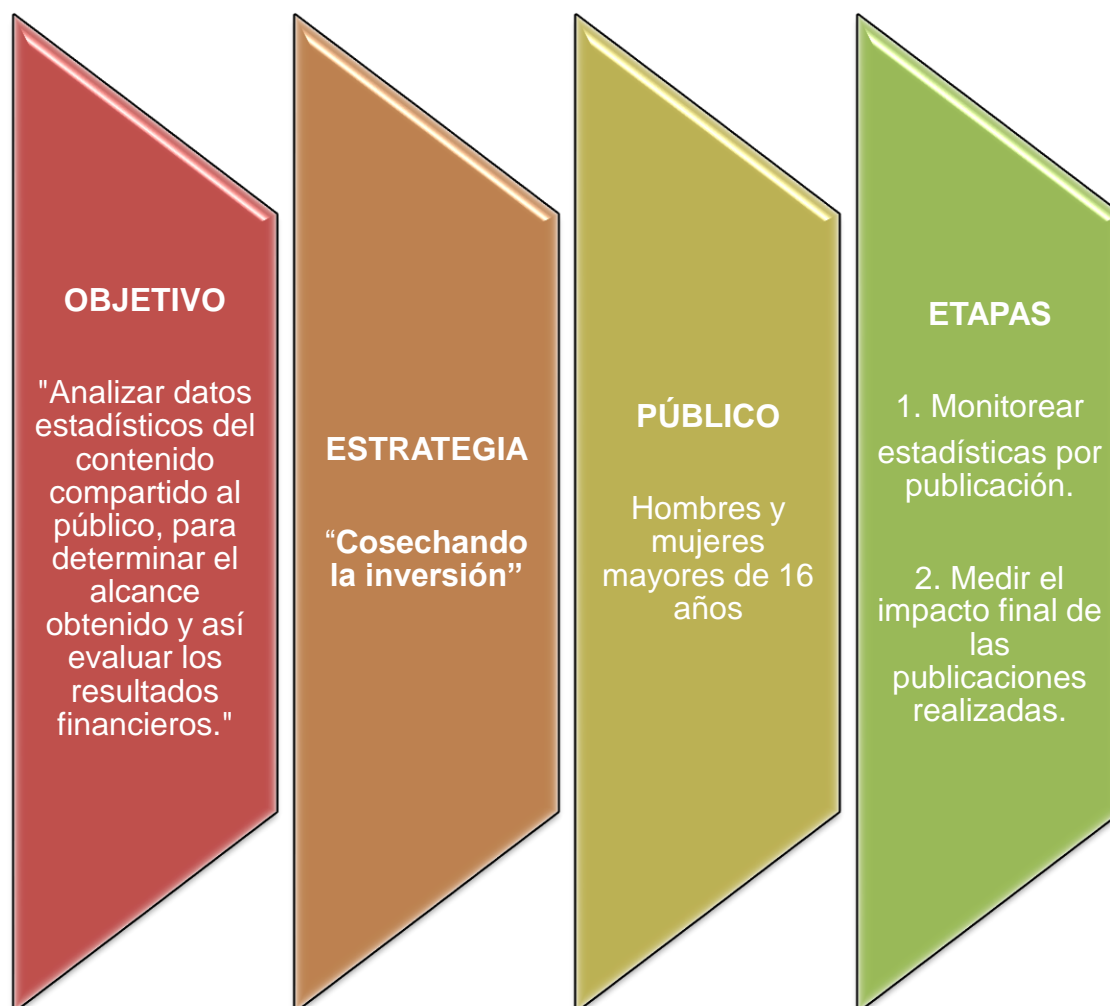 OBJETIVO
"Analizar datos
estadísticos del
contenido
compartido al
público, para
determinar el
alcance
obtenido y así
evaluar los
resultados
financieros."
ESTRATEGIA
“Cosechando
la inversión”
PÚBLICO
Hombres y
mujeres
mayores de 16
años
ETAPAS
1. Monitorear
estadísticas por
publicación.
2. Medir el
impacto final de
las
publicaciones
realizadas.